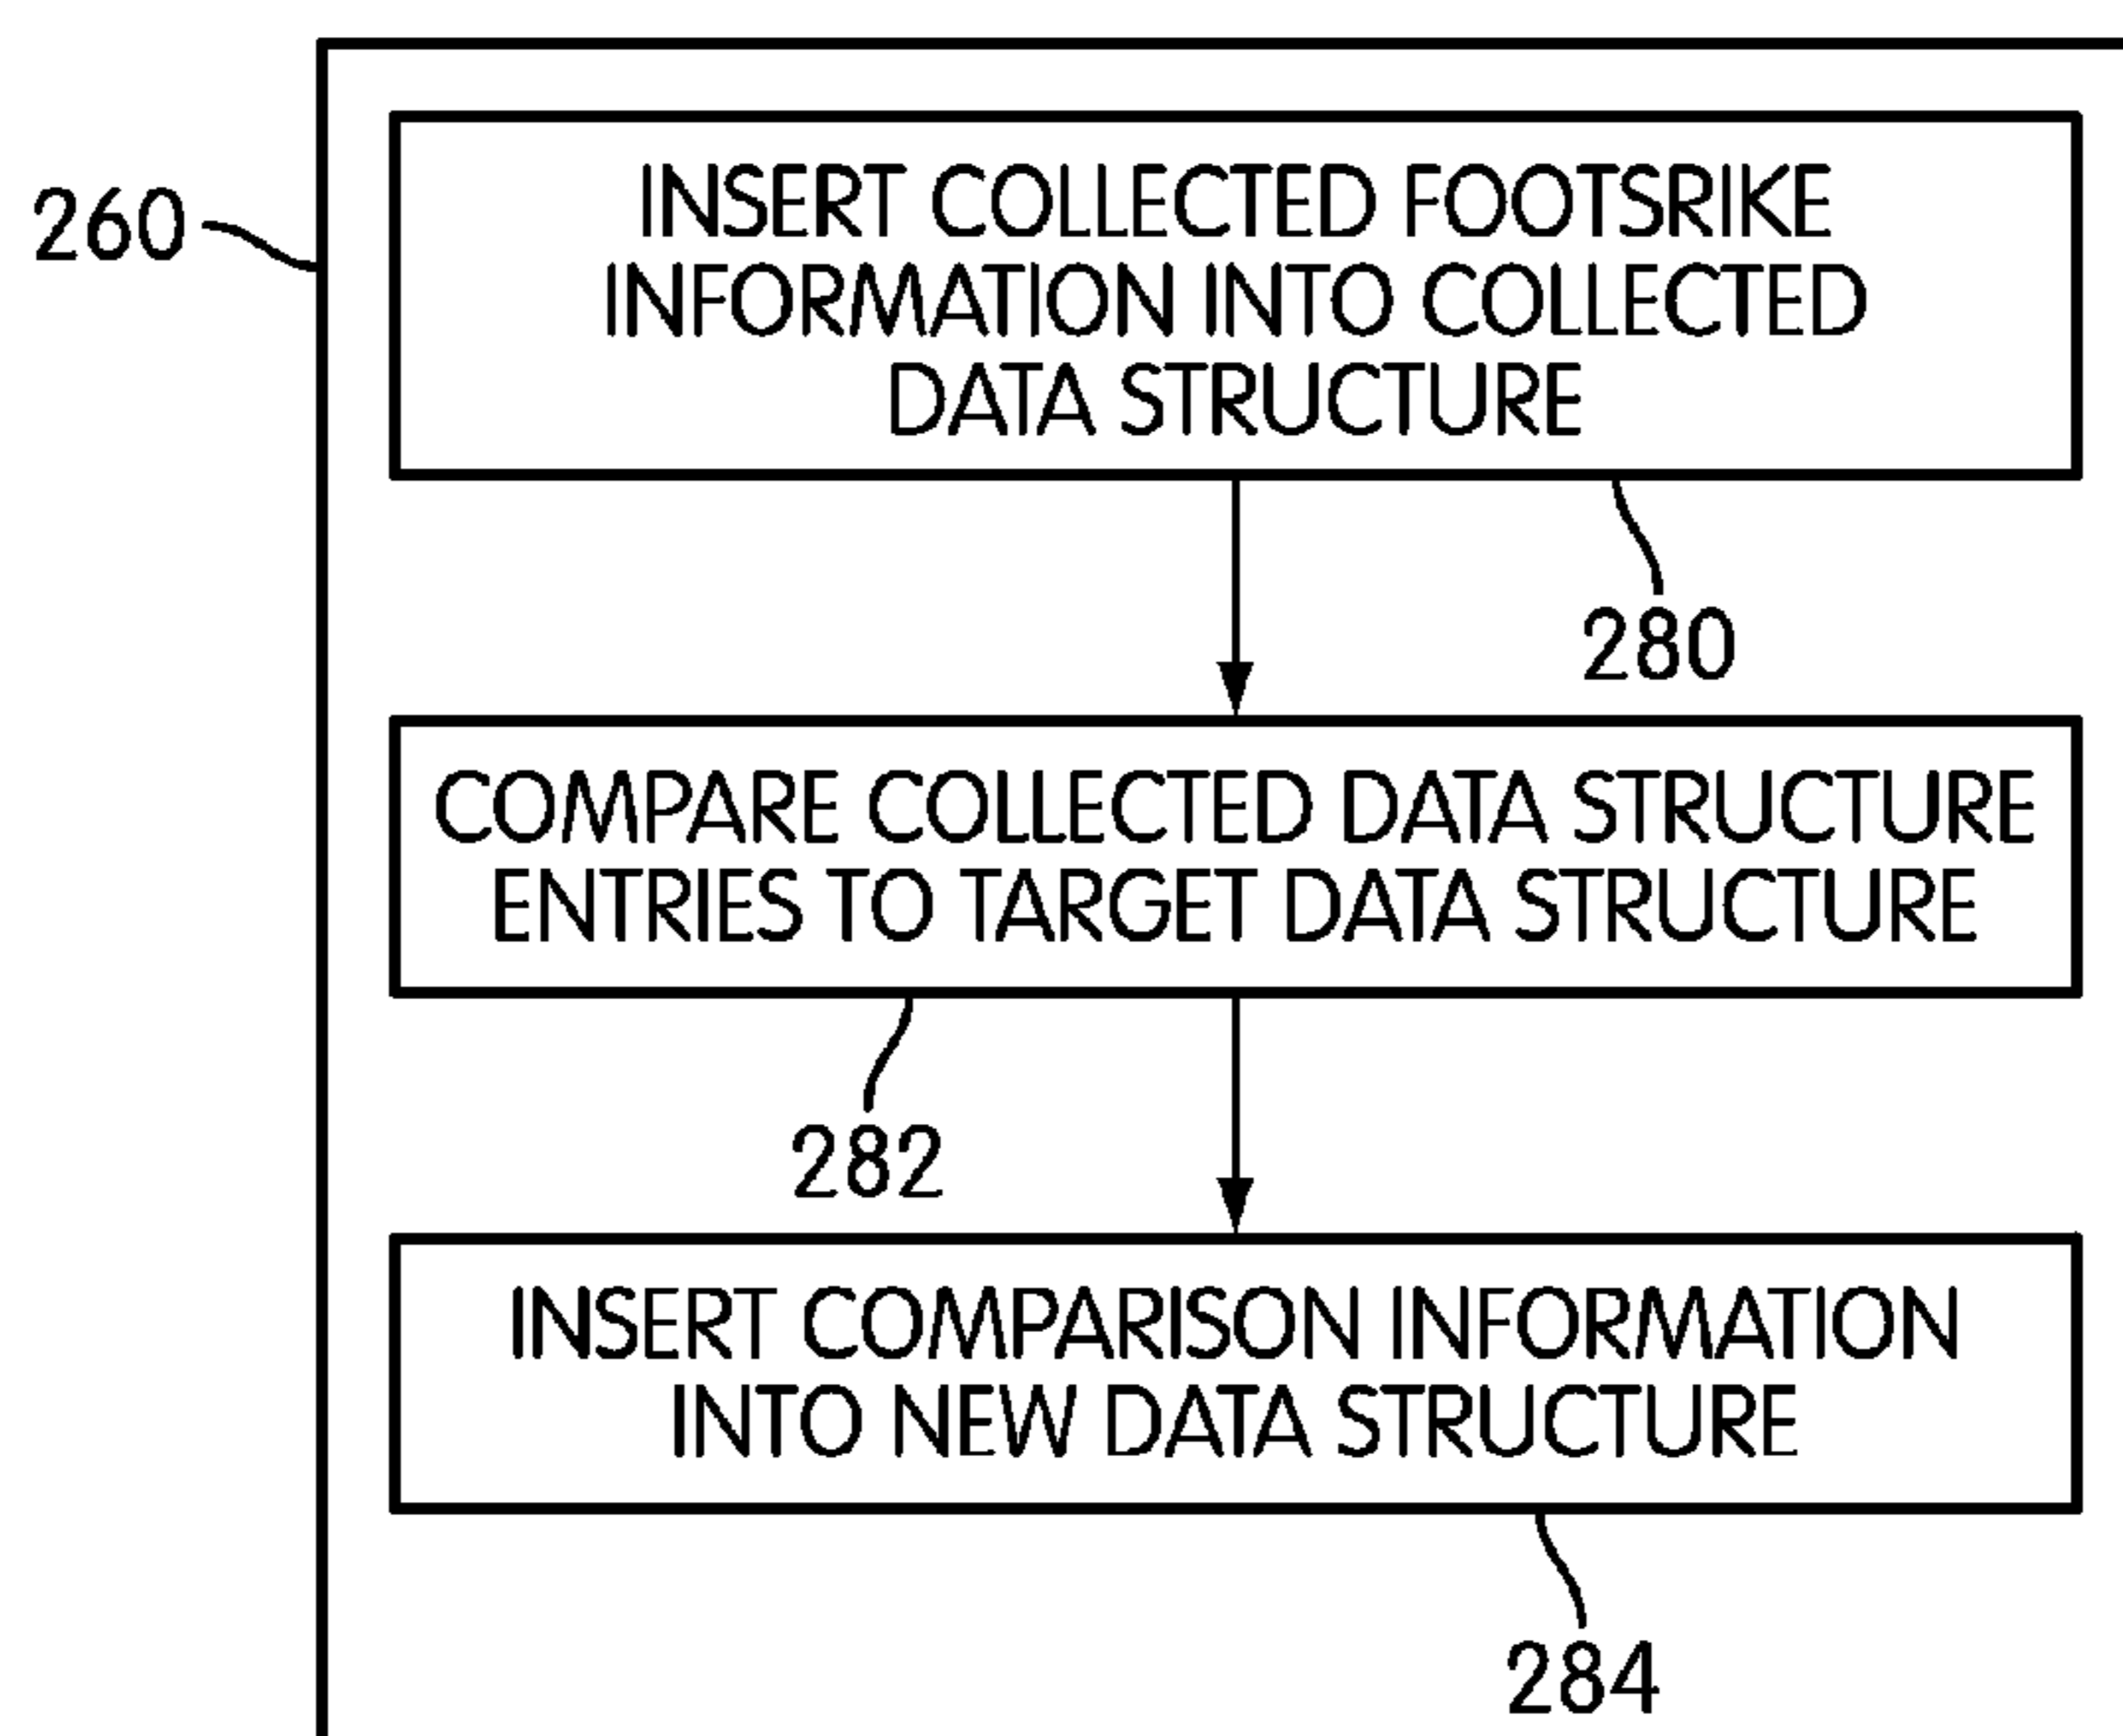 260
INSERT COLLECTED FOOTSRIKE
INFORMATION INTO COLLECTED
DATA STRUCTURE
280
COMPARE COLLECTED DATA STRUCTURE
ENTRIES TO TARGET DATA STRUCTURE
282
INSERT COMPARISON INFORMATION
INTO NEW DATA STRUCTURE
284